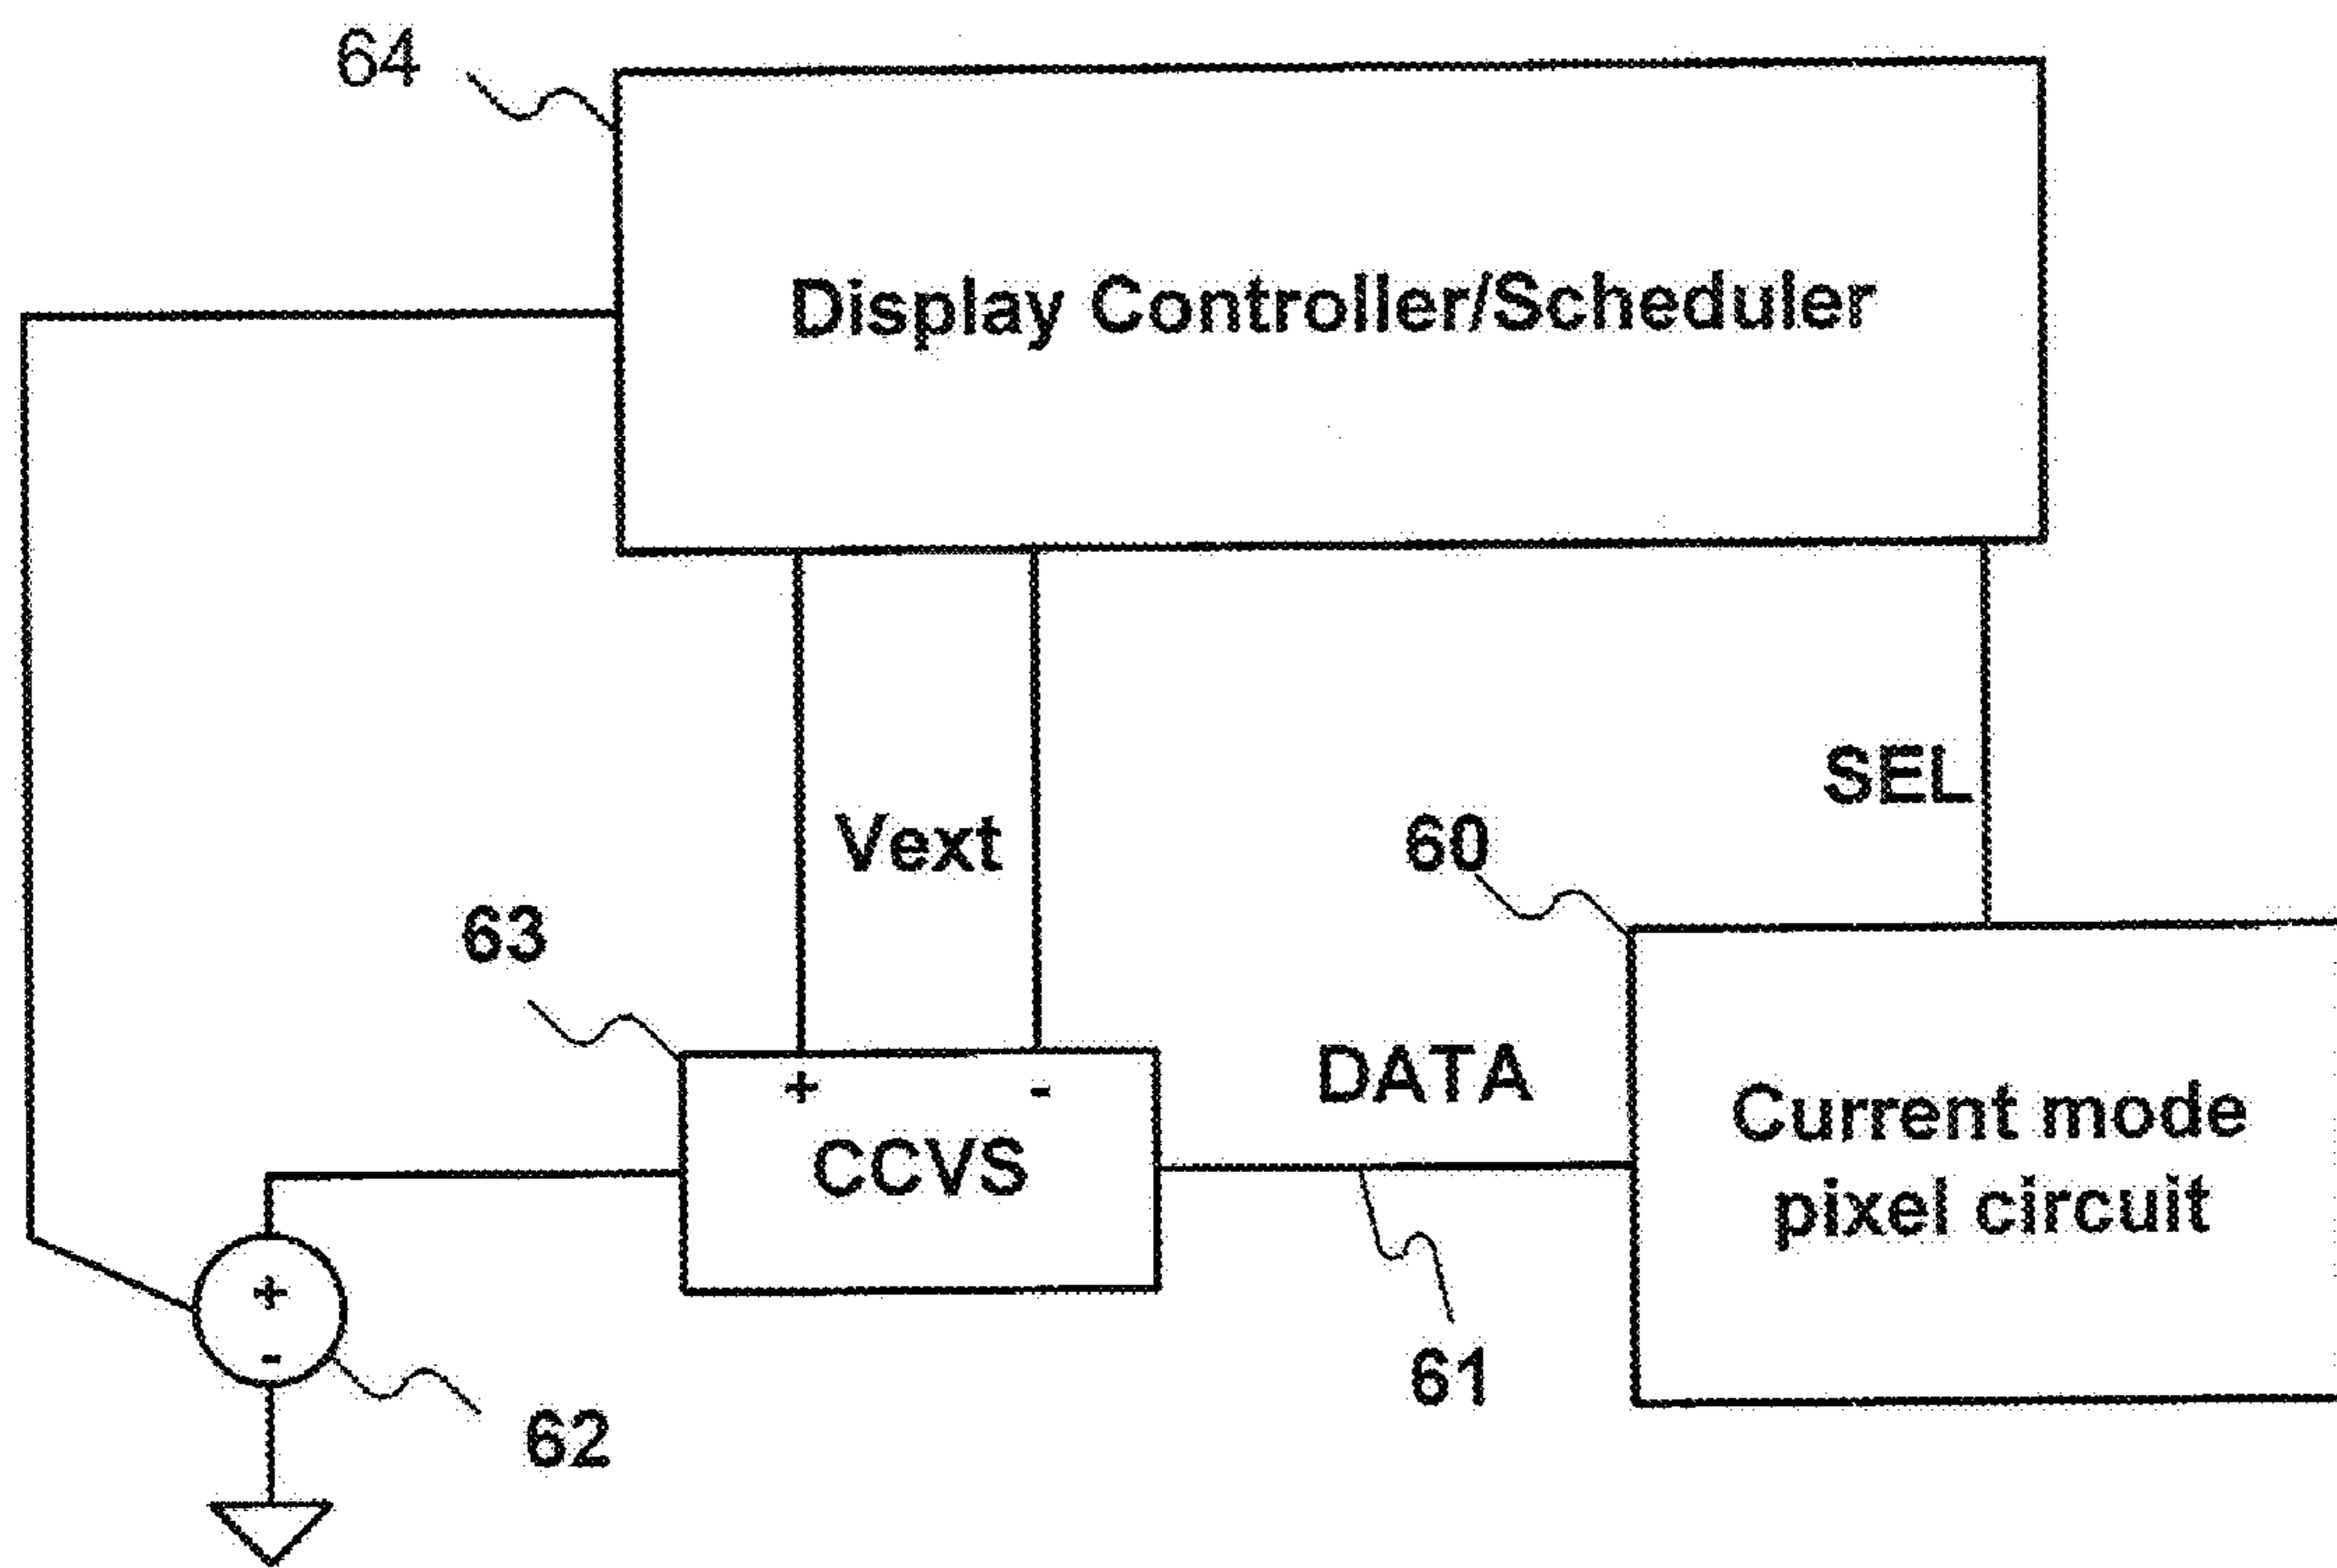 64
Display Controller/Scheduler
SEL
Vext
60
63
DATA
+ -
CCVS
Current mode
pixel circuit
+
-
61
62